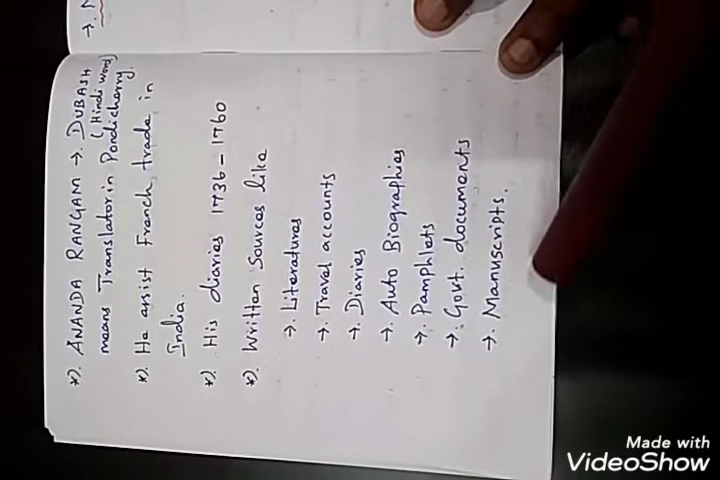 *). ANANDA RANGAM → DUBASH
(Hindi word)
means Translator in Pondicherry.
*). He assist French, trade in
India.
*). His diaries 1736-1760
*). Written Sources like
→. Literatures
→. Travel accounts
→. Diaries
→. Auto Biographies
→. Pamphlets
→. Govt. documents
→. Manuscripts.
Made with
VideoShow